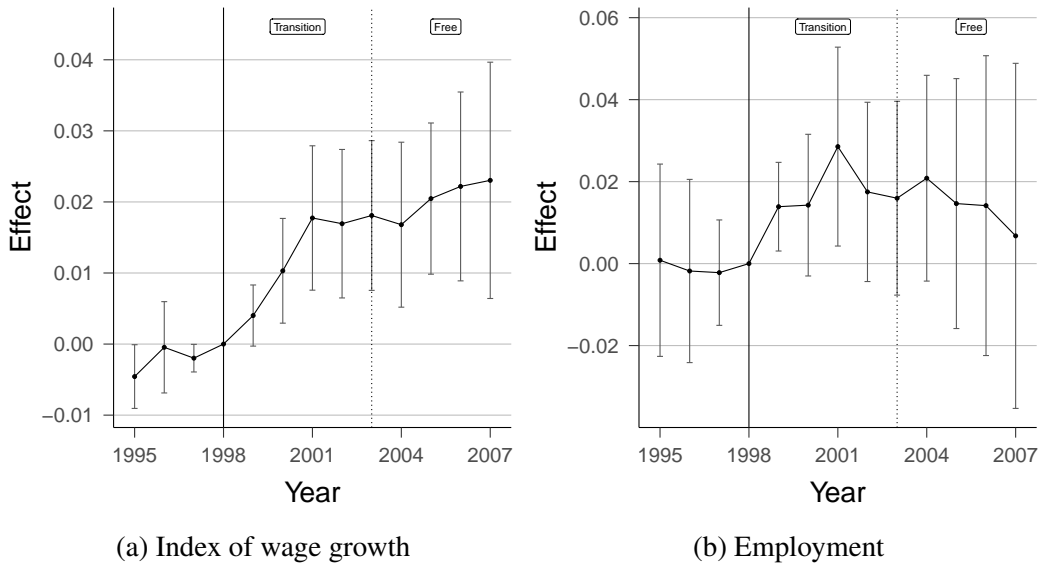 Transition
Free
0.04
0.03
0.02
0.01
0.00
−0.01
Effect
1995
1998
2001
2004
2007
Year
(a) Index of wage growth
Transition
Free
0.06
0.04
0.02
0.00
−0.02
Effect
1995
1998
2001
2004
2007
Year
(b) Employment